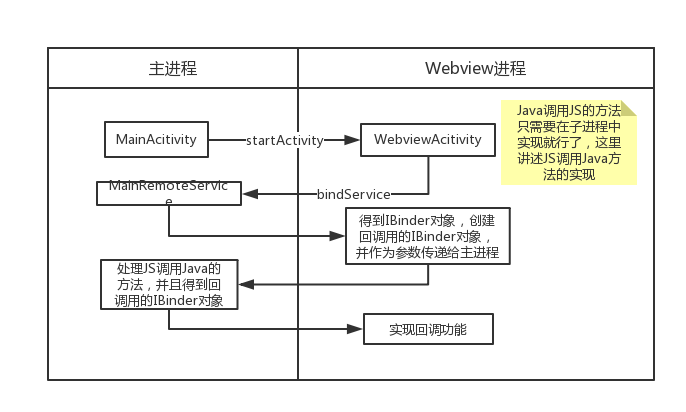 主进程
Webview进程
Java调用JS的方法
只需要在子进程中
实现就行了，这里
讲述JS调用Java方
法的实现
MainAcitivity
startActivity
WebviewAcitivity
MainRemoteServic
e
bindService
得到IBinder对象，创建
回调用的IBinder对象，
并作为参数传递给主进程
处理JS调用Java的
方法，并且得到回
调用的IBinder对象
实现回调功能